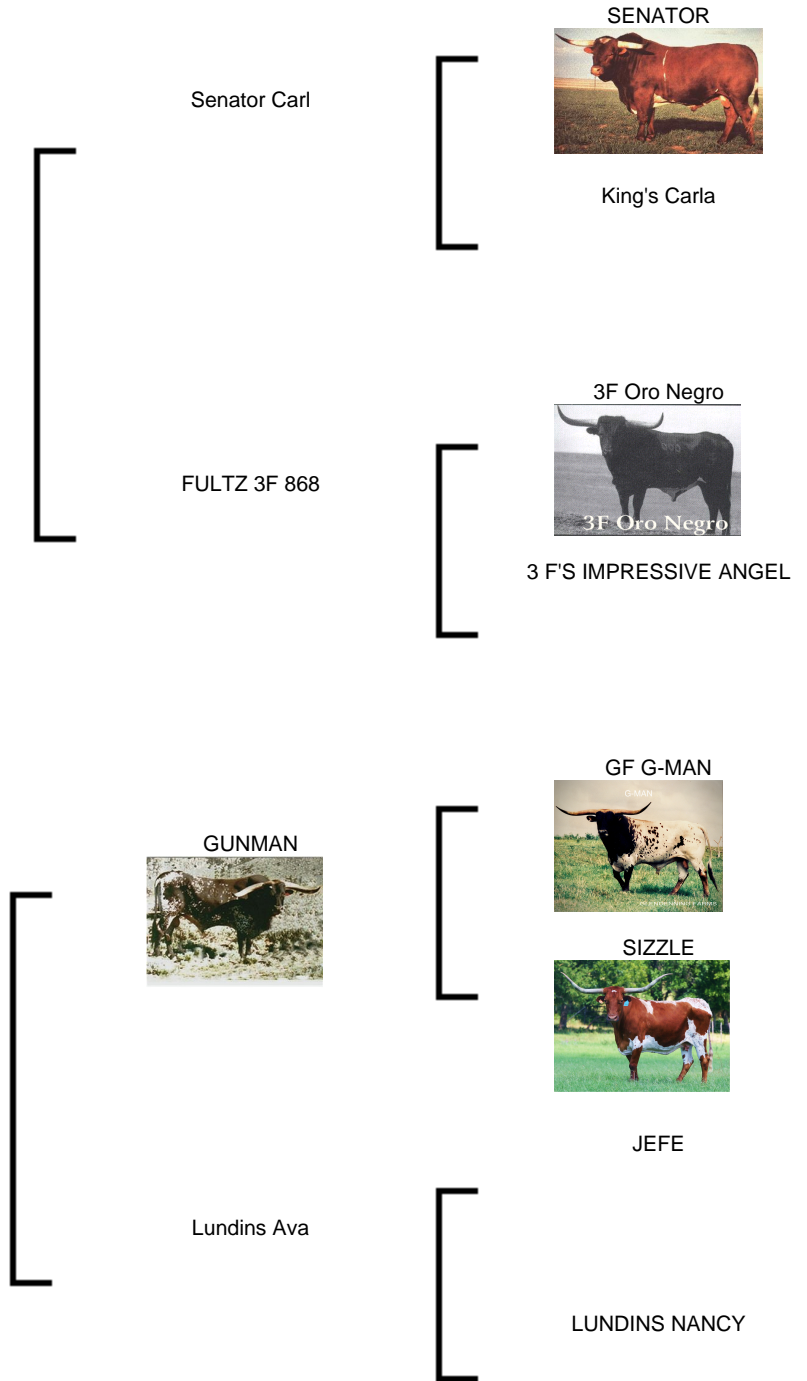 SENATOR
Senator Carl
King's Carla
3F Oro Negro
3F Oro Negro
FULTZ 3F 868
3 F'S IMPRESSIVE ANGEL
GF G-MAN
G-MAN
GUNMAN
SIZZLE
JEFE
Lundins Ava
LUNDINS NANCY